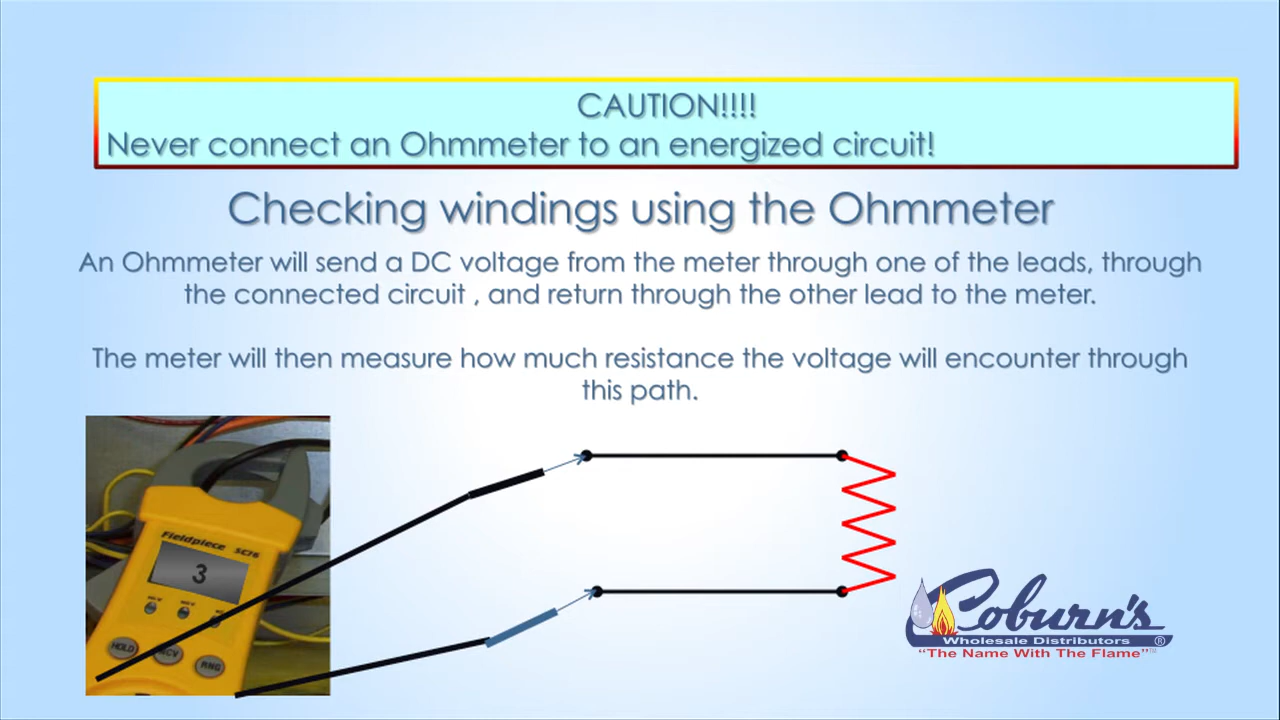 CAUTION!!!!
Never connect an Ohmmeter to an energized circuit!
Checking windings using the Ohmmeter
An Ohmmeter will send a DC voltage from the meter through one of the leads, through
the connected circuit , and return through the other lead to the meter.
The meter will then measure how much resistance the voltage will encounter through
this path.
Fieldpiece SC76
3
HOLD
RNG
Coburn's
Wholesale Distributors ®
"The Name With The Flame"